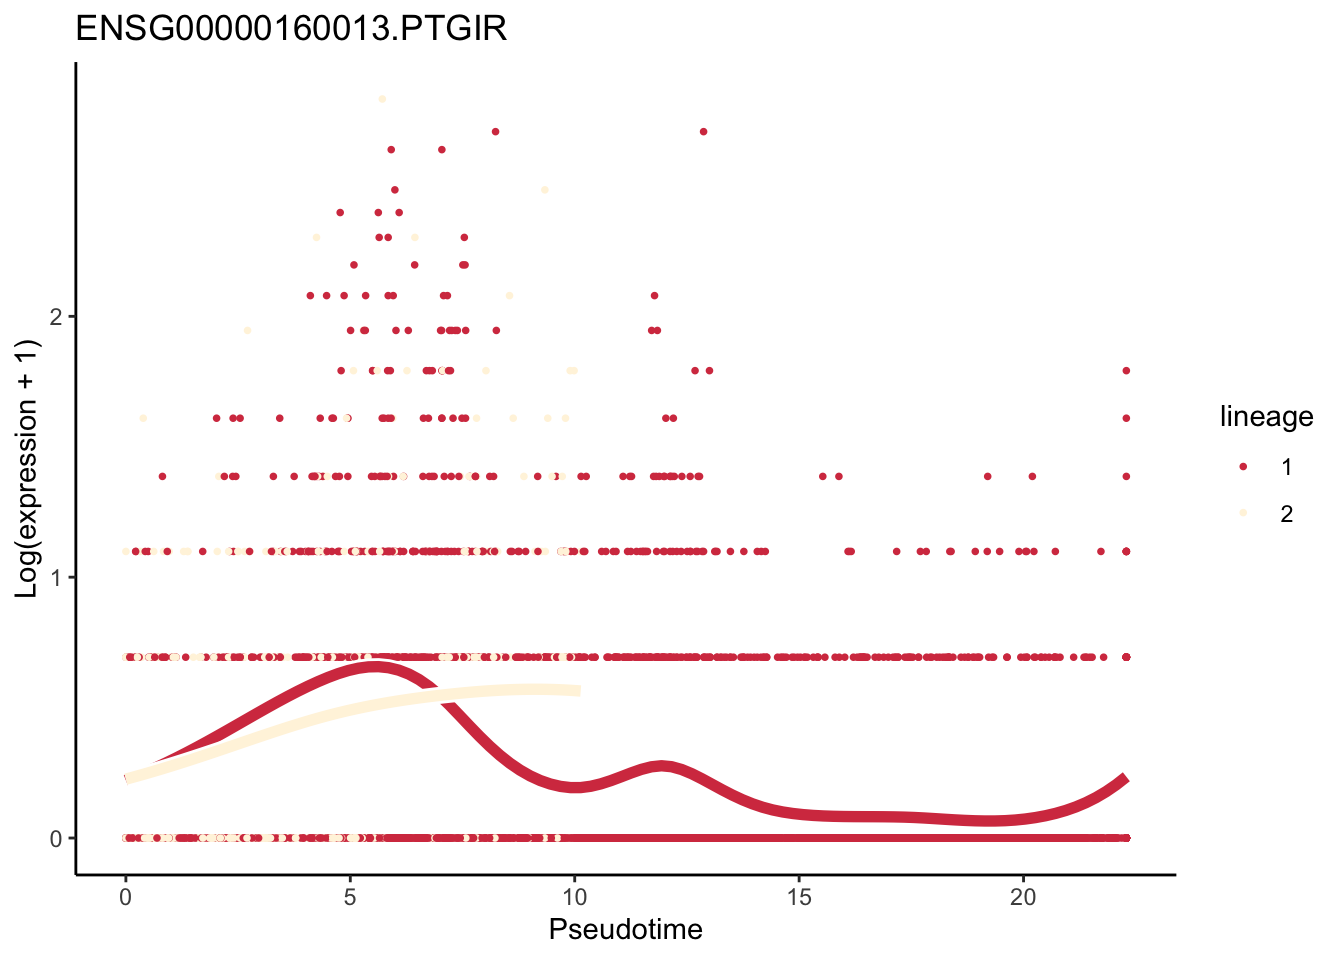 ENSG00000160013.PTGIR
Log(expression + 1)
2
1
0
0 5 10 15 20
Pseudotime
lineage
1
2